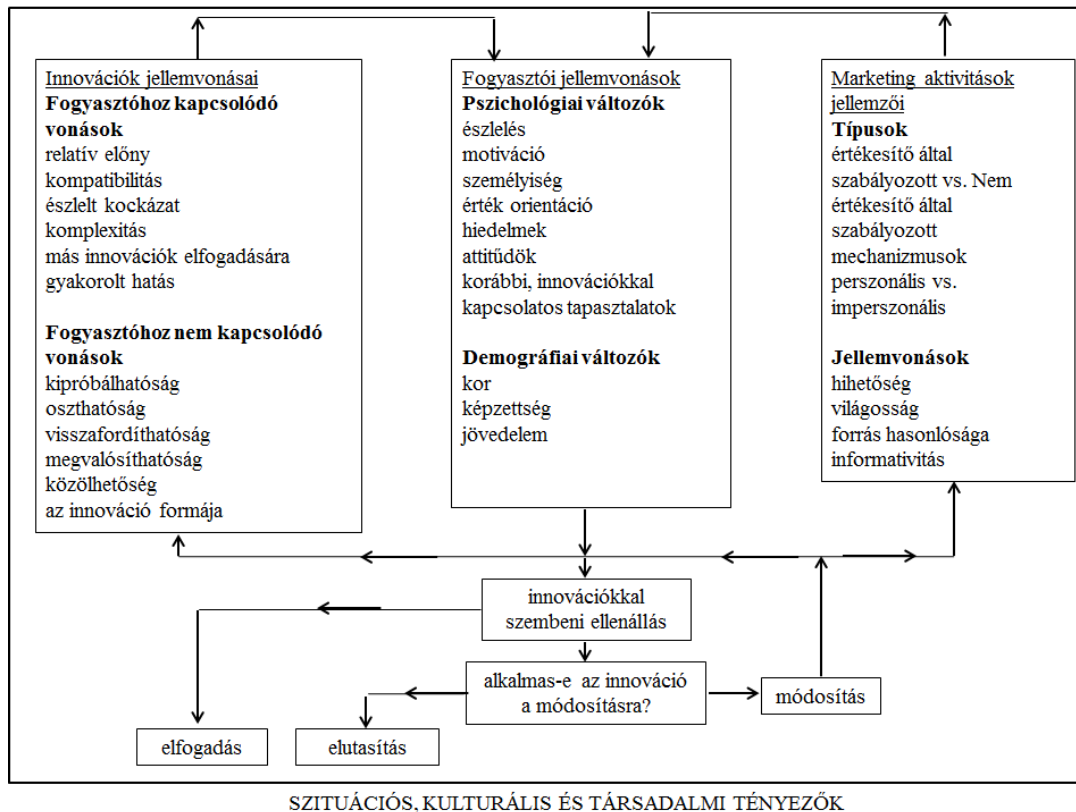 Innovációk jellemvonásai
Fogyasztóhoz kapcsolódó
vonások
relatív előny
kompatibilitás
észlelt kockázat
komplexitás
más innovációk elfogadására
gyakorolt hatás
Fogyasztóhoz nem kapcsolódó
vonások
kipróbálhatóság
oszthatóság
visszafordíthatóság
megvalósíthatóság
közölhetőség
az innováció formája
Fogyasztói jellemvonások
Pszichológiai változók
észlelés
motiváció
személyiség
érték orientáció
hiedelmek
attitűdök
korábbi, innovációkkal
kapcsolatos tapasztalatok
Demográfiai változók
kor
képzettség
jövedelem
Marketing aktivitások
jellemzői
Típusok
értékesítő által
szabályozott vs. Nem
értékesítő által
szabályozott
mechanizmusok
perszonális vs.
imperszonális
Jellemvonások
hihetőség
világosság
forrás hasonlósága
informativitás
innovációkkal
szembeni ellenállás
alkalmas-e az innováció
a módosításra?
módosítás
elfogadás
elutasítás
SZITUÁCIÓS, KULTURÁLIS ÉS TÁRSADALMI TÉNYEZŐK